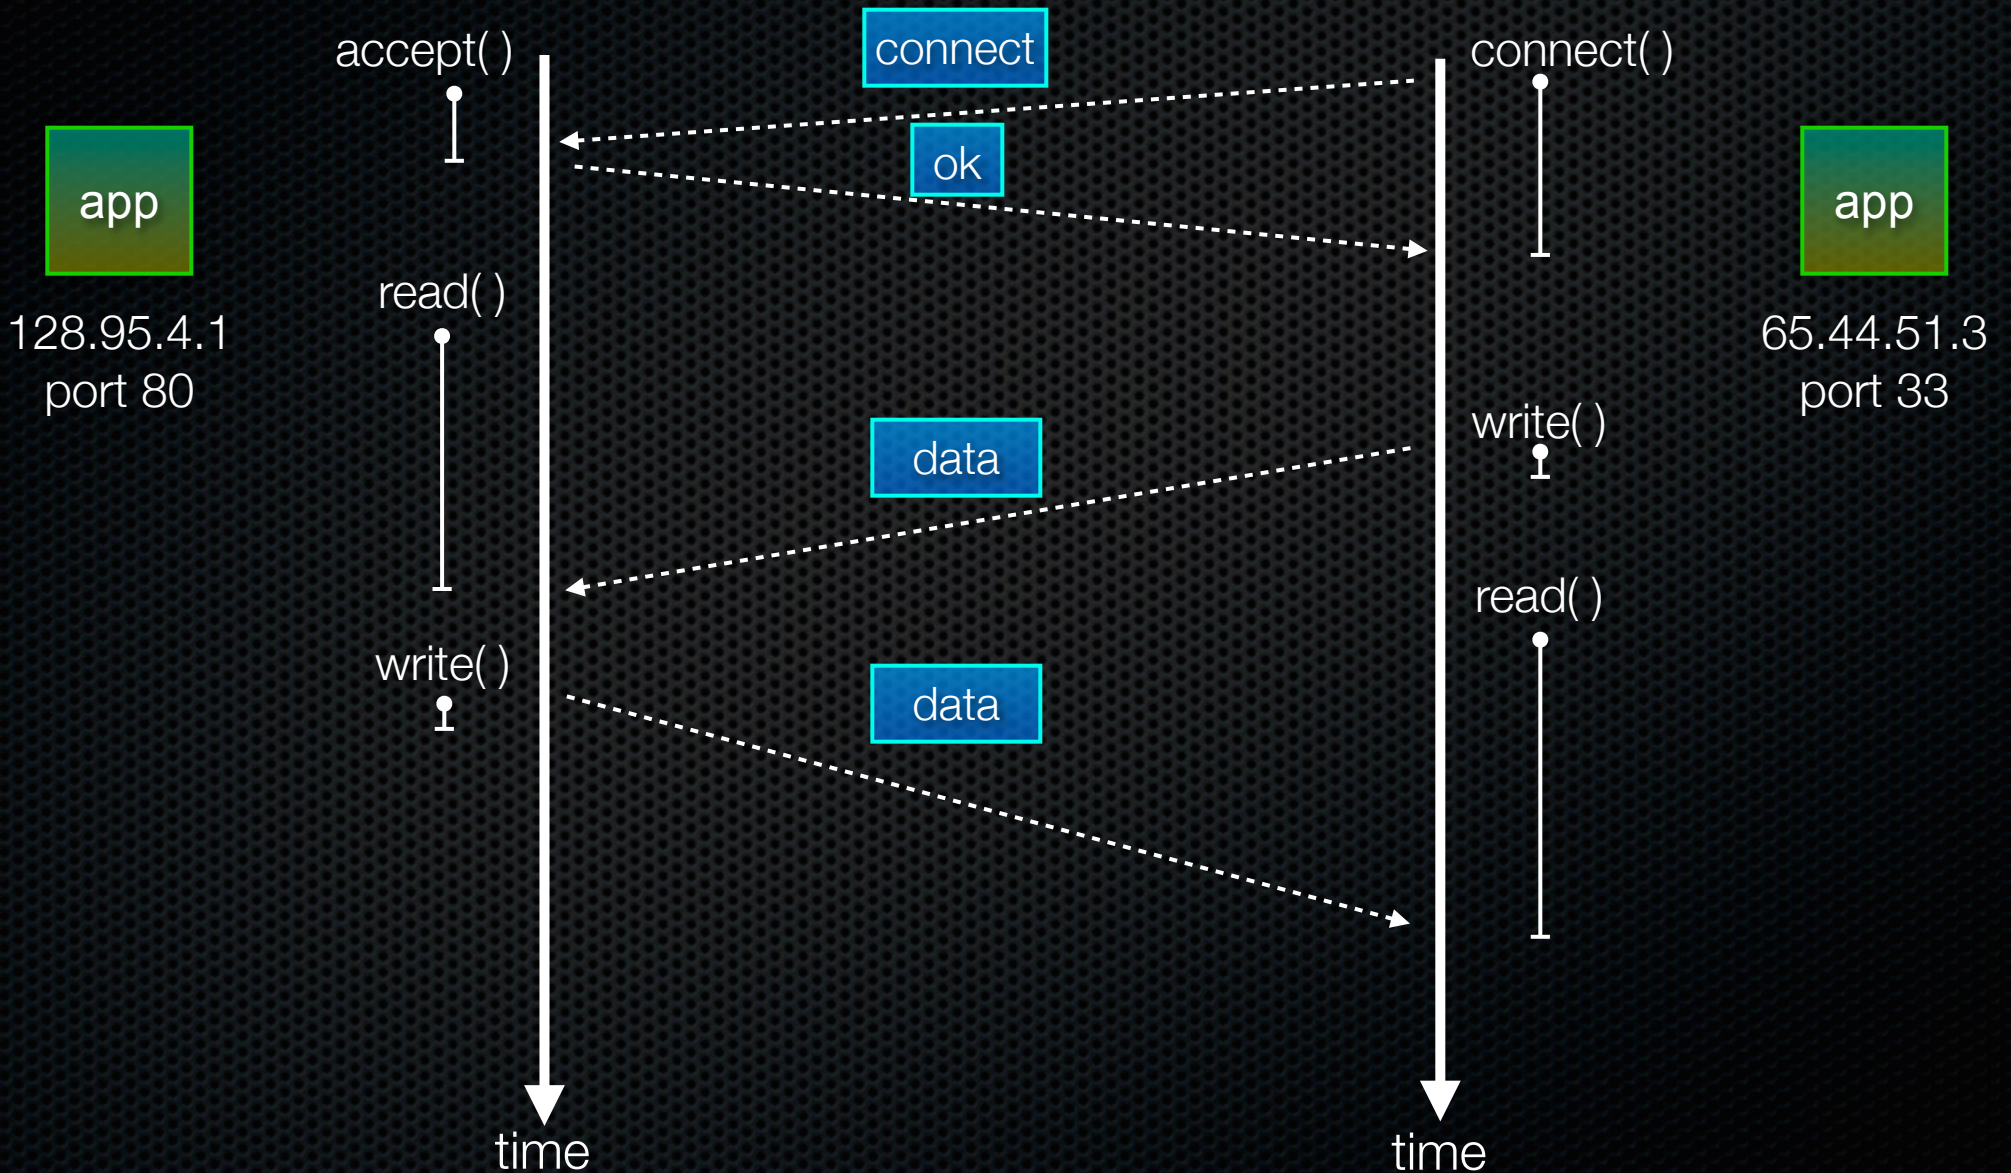 accept( )
connect
connect( )
ok
app
app
read( )
128.95.4.1
port 80
65.44.51.3
port 33
write( )
data
read( )
write( )
data
time
time